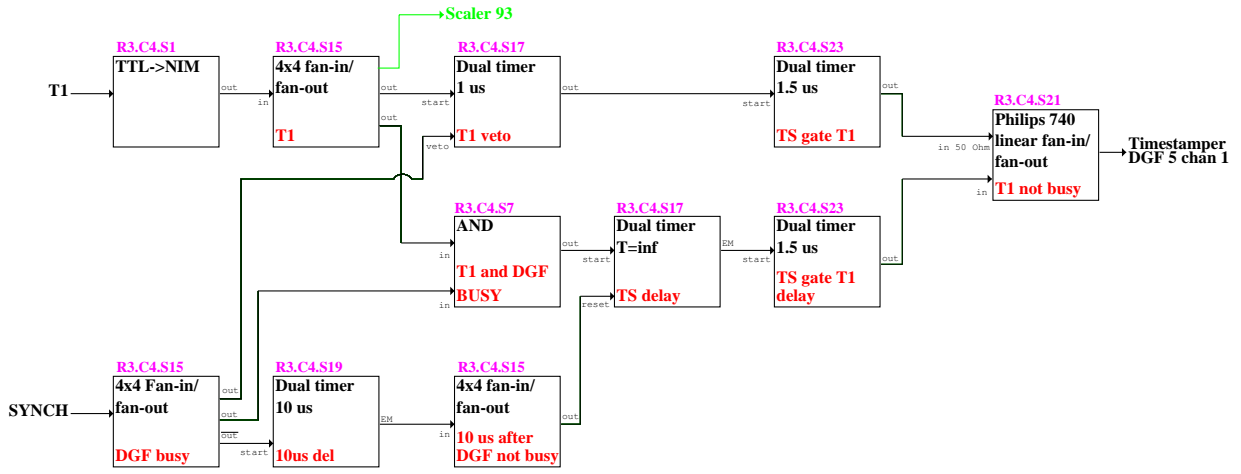 Scaler 93
R3.C4.S1
TTL->NIM
T1
out
R3.C4.S15
4x4 fan-in/
fan-out
T1
in
out
out
R3.C4.S17
Dual timer
1 us
T1 veto
start
veto
out
R3.C4.S23
Dual timer
1.5 us
TS gate T1
start
out
R3.C4.S21
Philips 740
linear fan-in/
fan-out
T1 not busy
in 50 Ohm
in
Timestamper
DGF 5 chan 1
R3.C4.S7
AND
T1 and DGF
BUSY
in
in
out
R3.C4.S17
Dual timer
T=inf
TS delay
start
reset
EM
R3.C4.S23
Dual timer
1.5 us
TS gate T1
delay
start
out
SYNCH
R3.C4.S15
4x4 Fan-in/
fan-out
DGF busy
out
out
out
R3.C4.S19
Dual timer
10 us
10us del
start
EM
R3.C4.S15
4x4 fan-in/
fan-out
10 us after
DGF not busy
in
out